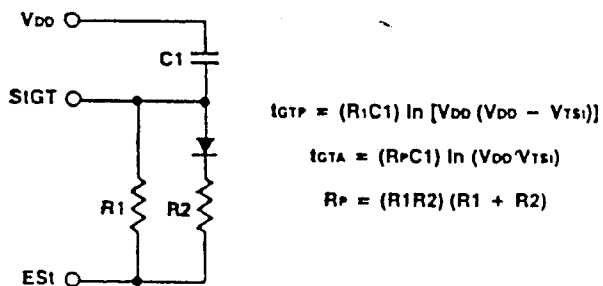 VDD
C1
StGT
tGTP = (R1C1) ln [VDD (VDD - VTSt)]
tGTA = (RPC1) ln (VDD/VTSt)
RP = (R1R2) (R1 + R2)
R1
R2
ESt